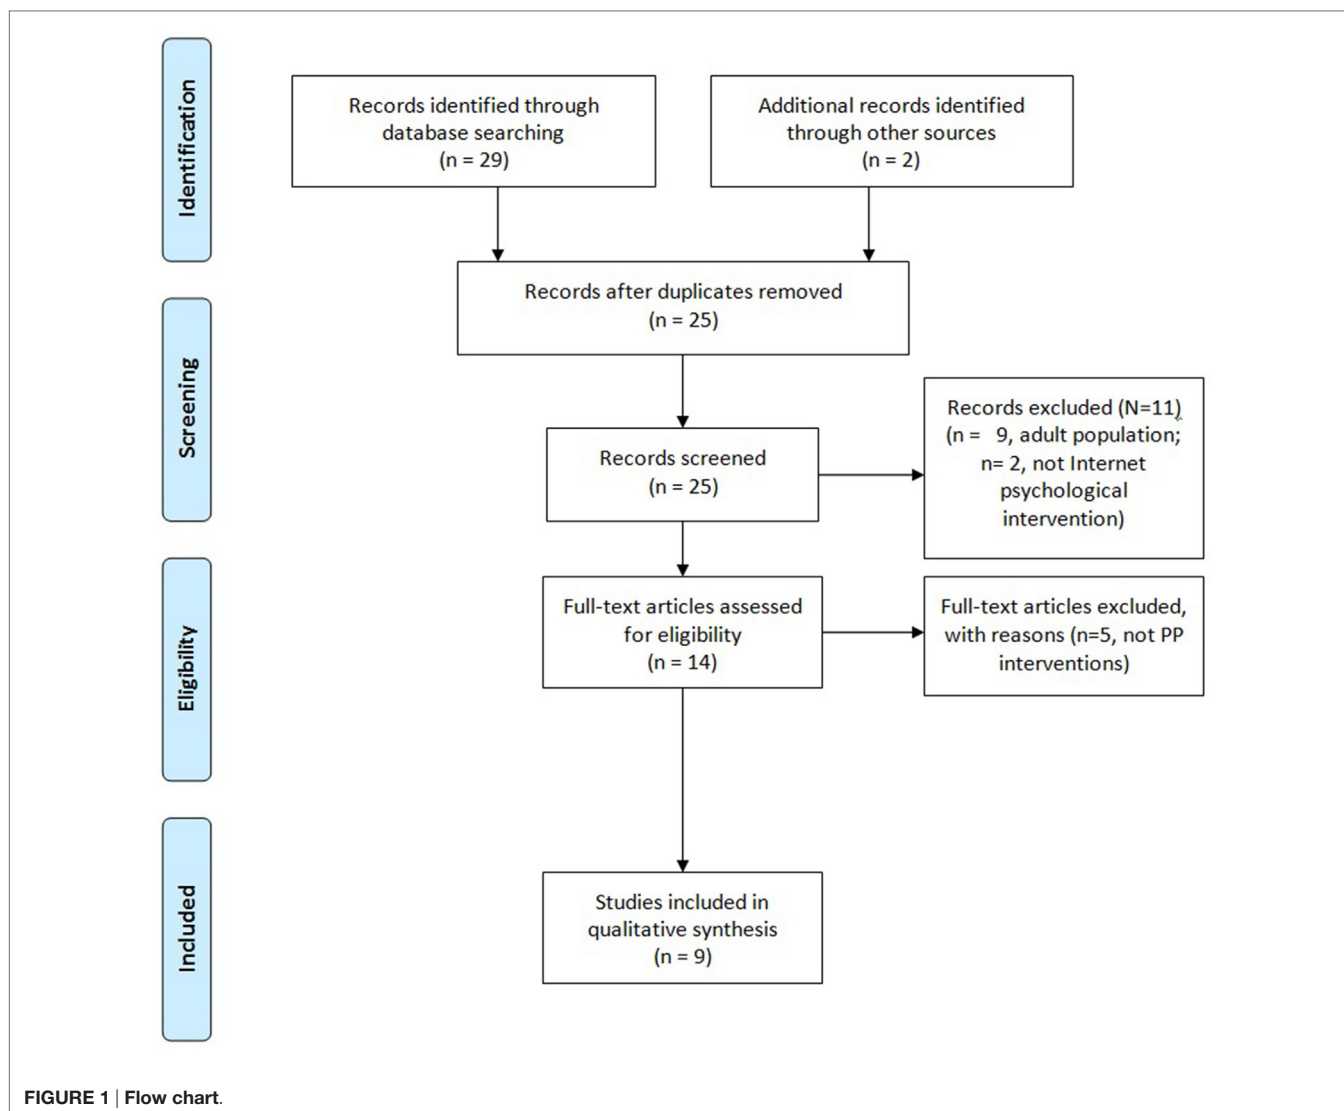 Identification
Records identified through
database searching
(n = 29)
Additional records identified
through other sources
(n = 2)
Records after duplicates removed
(n = 25)
Screening
Records screened
(n = 25)
Records excluded (N=11)
(n = 9, adult population;
n= 2, not Internet
psychological
intervention)
Eligibility
Full-text articles assessed
for eligibility
(n = 14)
Full-text articles excluded,
with reasons (n=5, not PP
interventions)
Included
Studies included in
qualitative synthesis
(n = 9)
FIGURE 1 | Flow chart.